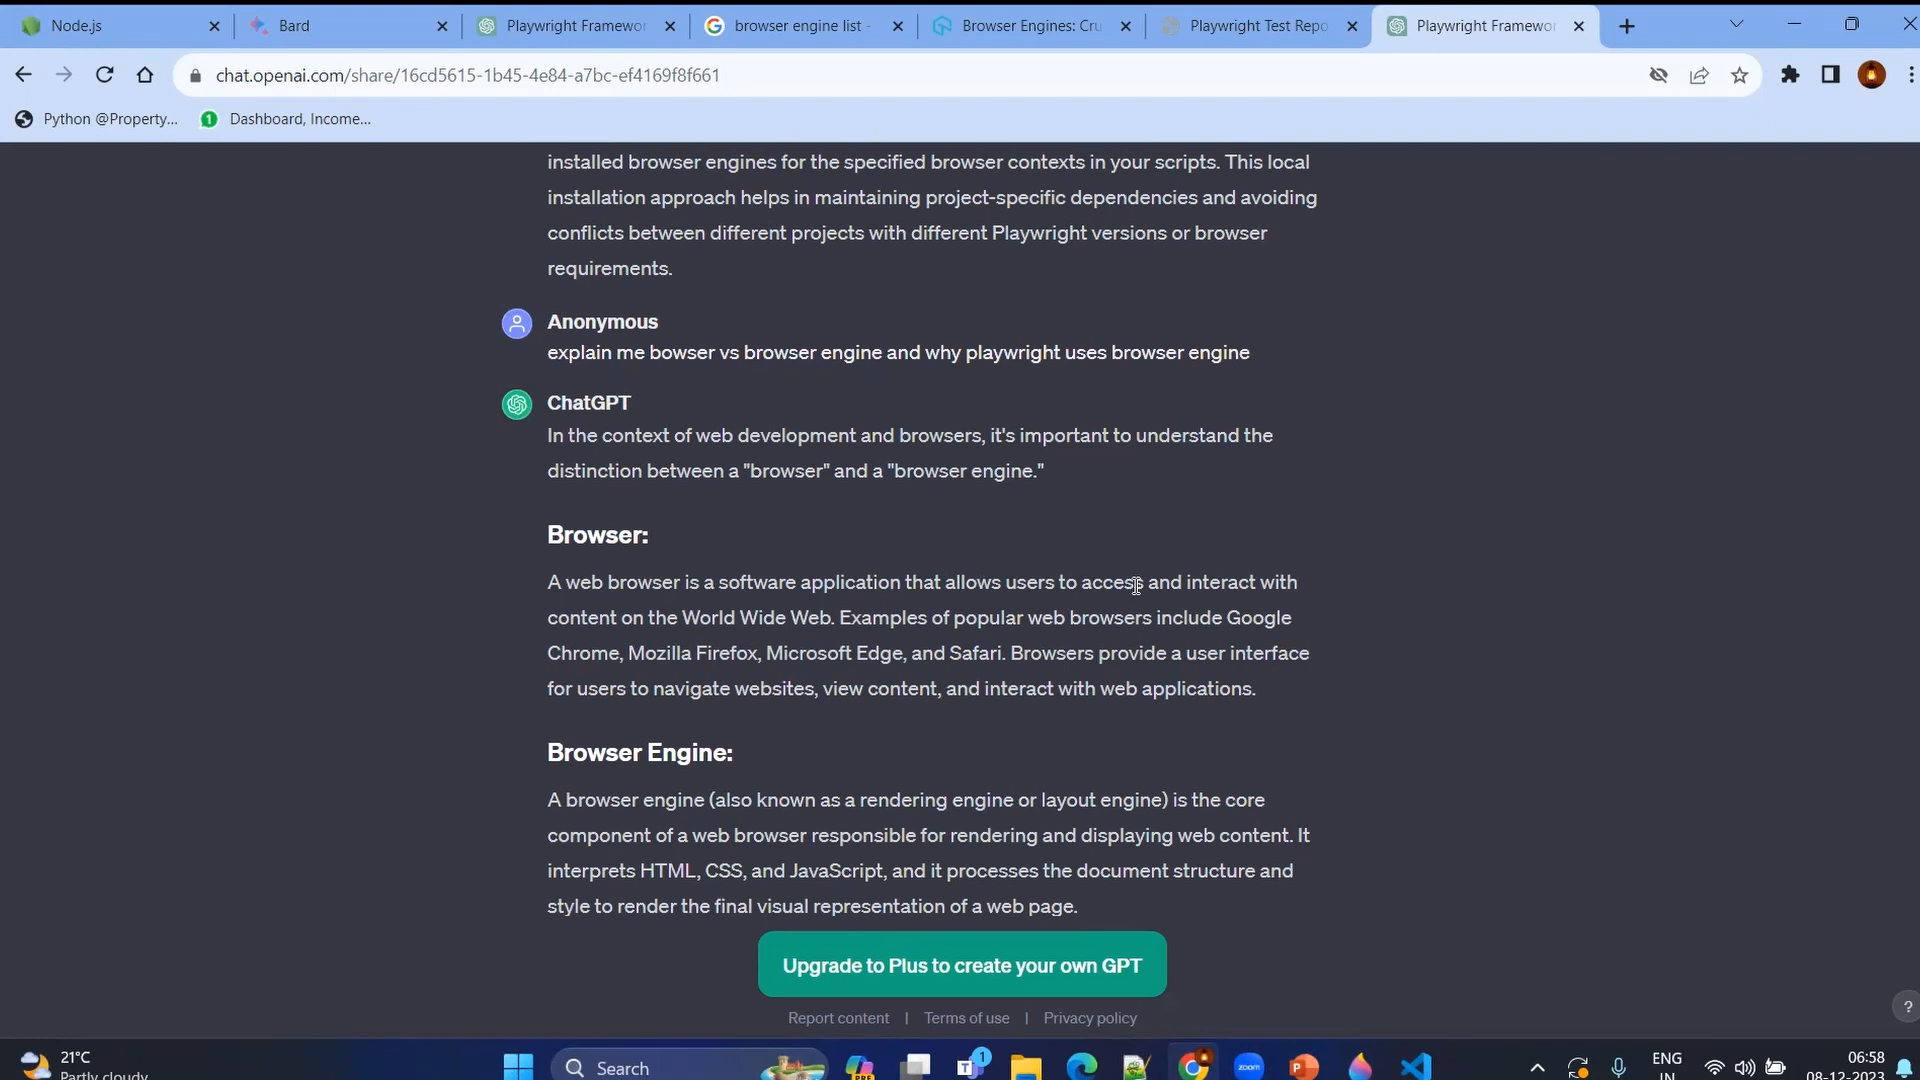 Node.js
Bard
Playwright Framewor
browser engine list -
Browser Engines: Cru
Playwright Test Repo
Playwright Framewor
chat.openai.com/share/16cd5615-1b45-4e84-a7bc-ef4169f8f661
Python @Property...
1
Dashboard, Income...
installed browser engines for the specified browser contexts in your scripts. This local
installation approach helps in maintaining project-specific dependencies and avoiding
conflicts between different projects with different Playwright versions or browser
requirements.
Anonymous
explain me bowser vs browser engine and why playwright uses browser engine
ChatGPT
In the context of web development and browsers, it's important to understand the
distinction between a "browser" and a "browser engine."
Browser:
A web browser is a software application that allows users to access and interact with
content on the World Wide Web. Examples of popular web browsers include Google
Chrome, Mozilla Firefox, Microsoft Edge, and Safari. Browsers provide a user interface
for users to navigate websites, view content, and interact with web applications.
Browser Engine:
A browser engine (also known as a rendering engine or layout engine) is the core
component of a web browser responsible for rendering and displaying web content. It
interprets HTML, CSS, and JavaScript, and it processes the document structure and
style to render the final visual representation of a web page.
Upgrade to Plus to create your own GPT
Report content | Terms of use | Privacy policy
?
21°C
Partly cloudy
Search
PRE
1
zoom
ENG
IN
06:58
08-12-2023